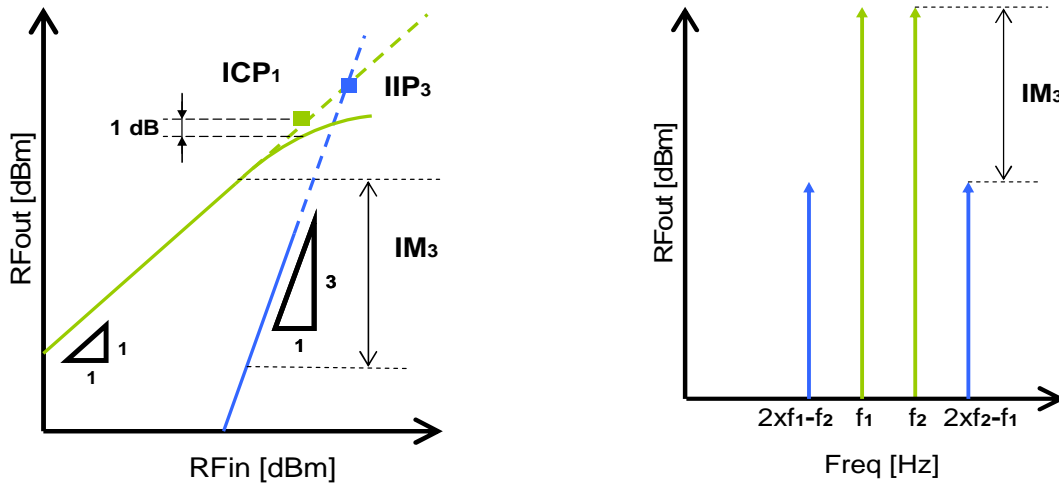 ICP1
IIP3
1 dB
RFout [dBm]
IM3
3
1
1
1
RFin [dBm]
IM3
RFout [dBm]
2xf1-f2
f1
f2
2xf2-f1
Freq [Hz]